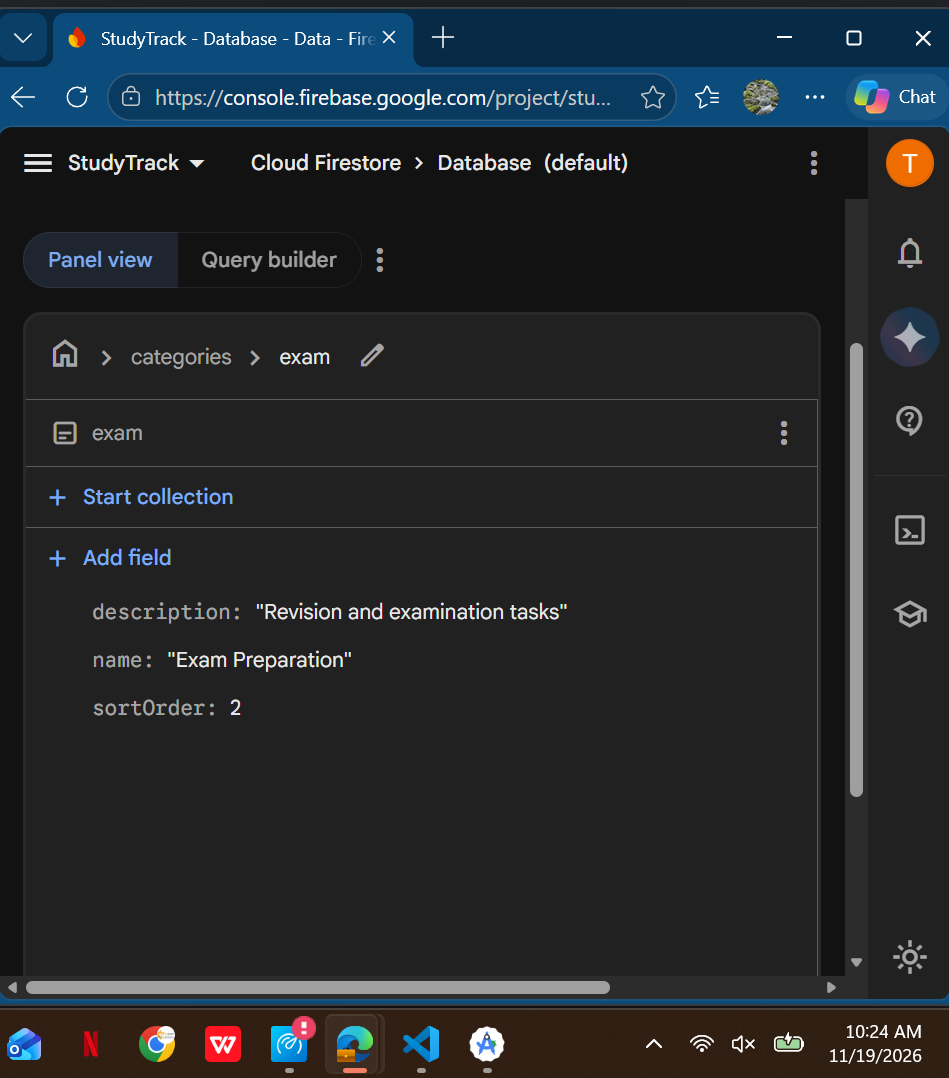 StudyTrack - Database - Data - Fire
https://console.firebase.google.com/project/stu...
Chat
StudyTrack
Cloud Firestore > Database (default)
T
Panel view
Query builder
categories > exam
exam
+ Start collection
+ Add field
description: "Revision and examination tasks"
name: "Exam Preparation"
sortOrder: 2
10:24 AM
11/19/2026